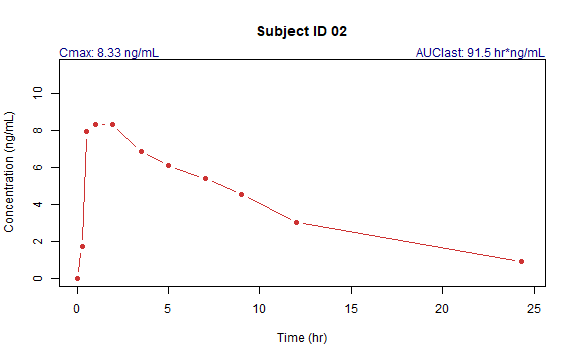 Subject ID 02
Cmax: 8.33 ng/mL AUClast: 91.5 hr*ng/mL
Concentration (ng/mL)
10
8
6
4
2
0
0 5 10 15 20 25
Time (hr)